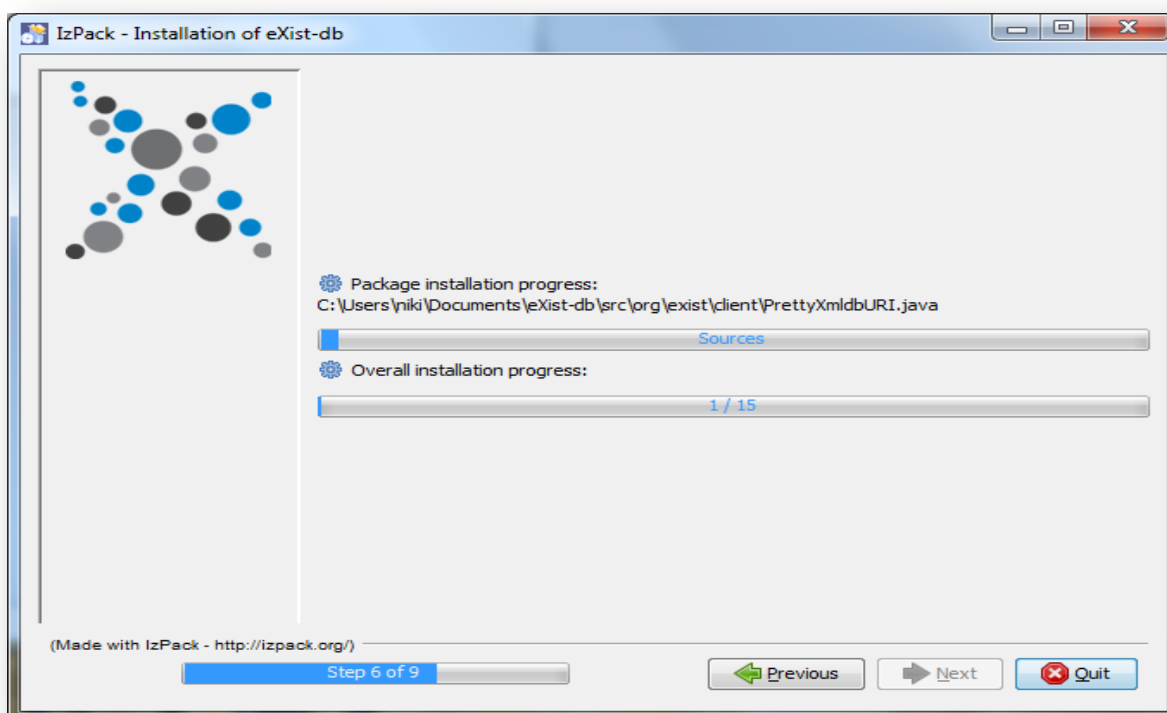 IzPack - Installation of eXist-db
Package installation progress:
C:\Users\niki\Documents\eXist-db\src\org\exist\client\PrettyXmldbURI.java
Sources
Overall installation progress:
1 / 15
(Made with IzPack - http://izpack.org/)
Step 6 of 9
Previous
Next
Quit